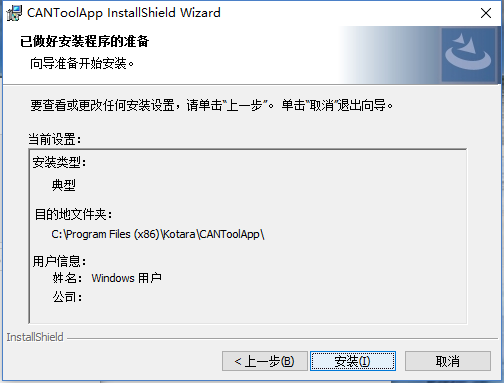 CANToolApp InstallShield Wizard
已做好安装程序的准备
向导准备开始安装。
要查看或更改任何安装设置，请单击“上一步”。 单击“取消”退出向导。
当前设置：
安装类型：
典型
目的地文件夹：
C:\Program Files (x86)\Kotara\CANToolApp\
用户信息：
姓名： Windows 用户
公司：
InstallShield
< 上一步(B)
安装(I)
取消